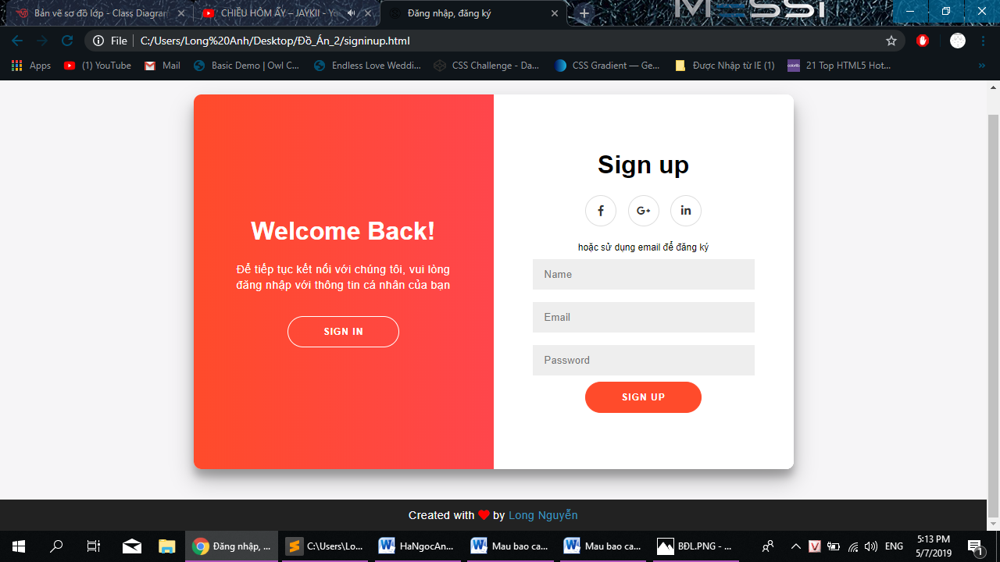 Bản vẽ sơ đồ lớp - Class Diagram
CHIỀU HÔM ẤY – JAYKII - Yo
Đăng nhập, đăng ký
MESSI
File
C:/Users/Long%20Anh/Desktop/Đồ_Án_2/signinup.html
Apps
(1) YouTube
Mail
Basic Demo | Owl C...
Endless Love Weddi...
CSS Challenge - Da...
CSS Gradient — Ge...
Được Nhập từ IE (1)
21 Top HTML5 Hot...
»
Welcome Back!
Để tiếp tục kết nối với chúng tôi, vui lòng
đăng nhập với thông tin cá nhân của bạn
SIGN IN
Sign up
G+
in
hoặc sử dụng email để đăng ký
Name
Email
Password
SIGN UP
Created with ❤ by Long Nguyễn
Đăng nhập, ...
C:\Users\Lo...
HaNgocAn...
Mau bao ca...
Mau bao ca...
BĐL.PNG - ...
ENG
5:13 PM
5/7/2019
1